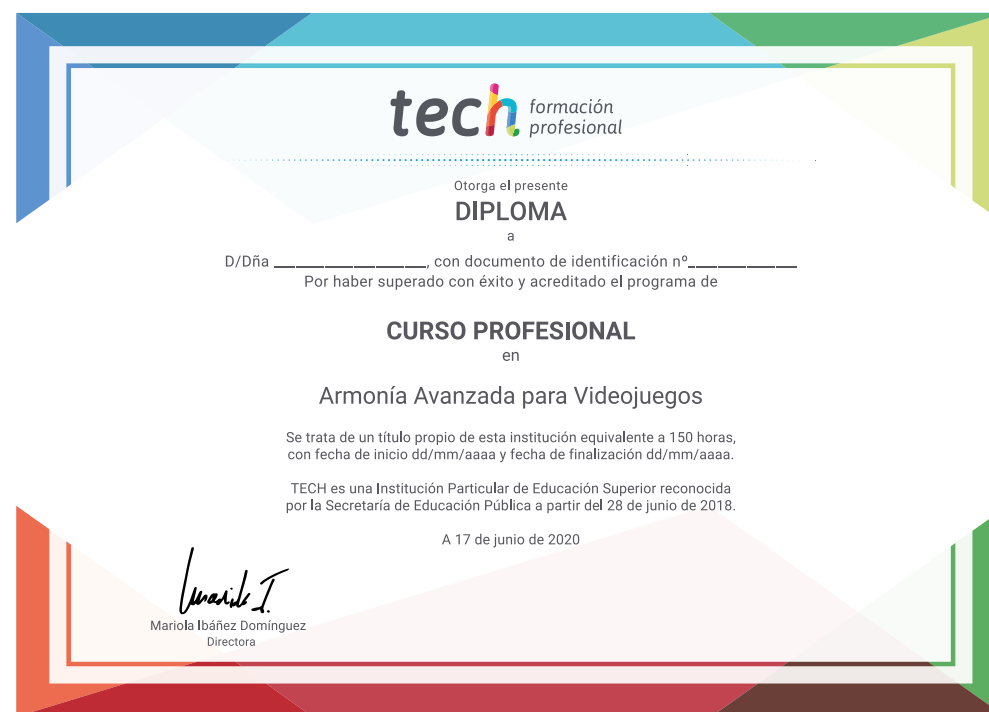 tech formación
profesional
Otorga el presente
DIPLOMA
a
D/Dña ____________________, con documento de identificación nº______________
Por haber superado con éxito y acreditado el programa de
CURSO PROFESIONAL
en
Armonía Avanzada para Videojuegos
Se trata de un título propio de esta institución equivalente a 150 horas,
con fecha de inicio dd/mm/aaaa y fecha de finalización dd/mm/aaaa.
TECH es una Institución Particular de Educación Superior reconocida
por la Secretaría de Educación Pública a partir del 28 de junio de 2018.
A 17 de junio de 2020
Mariola Ibáñez Domínguez
Directora